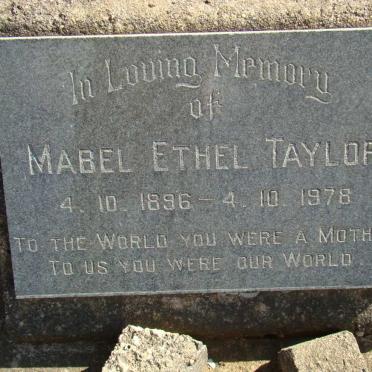 In Loving Memory
of
MABEL ETHEL TAYLOR
4. 10. 1896 – 4. 10. 1978
TO THE WORLD YOU WERE A MOTH
TO US YOU WERE OUR WORLD